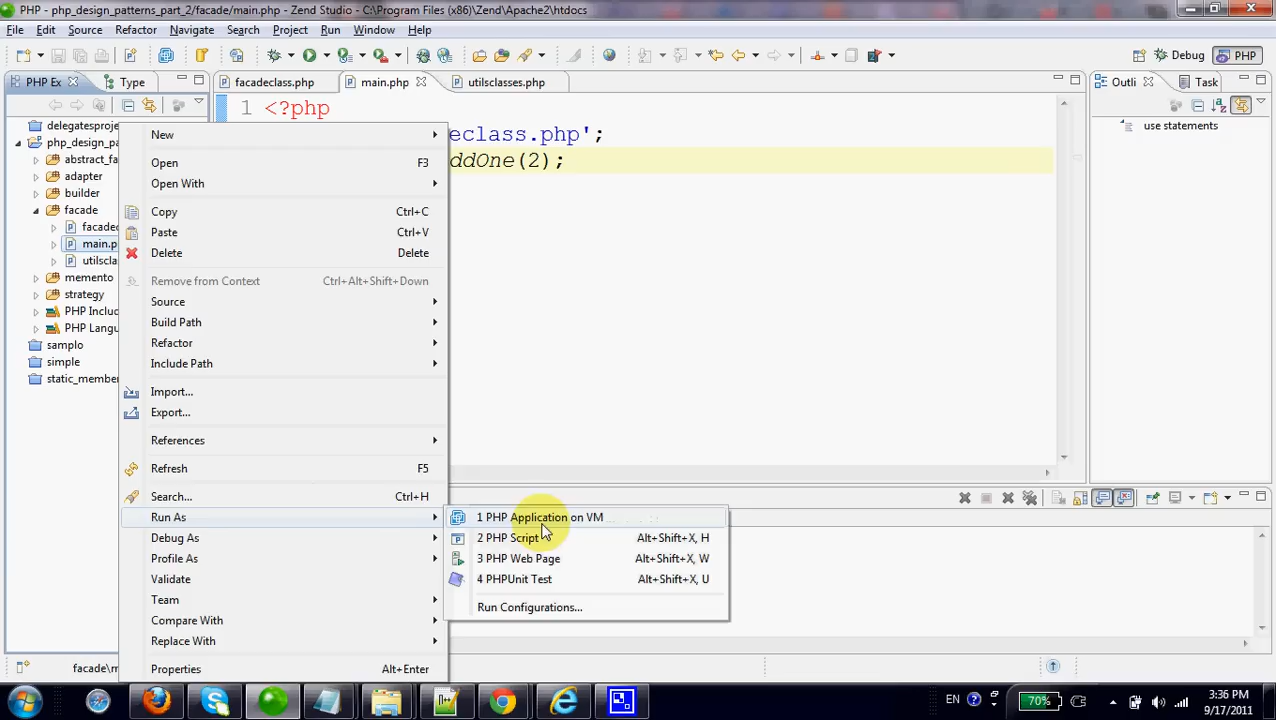 PHP - php_design_patterns_part_2/facade/main.php - Zend Studio - C:\Program Files (x86)\Zend\Apache2\htdocs
File Edit Source Refactor Navigate Search Project Run Window Help
Debug PHP
PHP Ex Type facadeclass.php main.php utilsclasses.php Outli Task
1 <?php
eclass.php';
ddOne(2);
use statements
delegatesproje
php_design_pa
abstract_fa
adapter
builder
facade
facadec
main.p
utilscla
memento
strategy
PHP Includ
PHP Langu
samplo
simple
static_membe
New
Open F3
Open With
Copy Ctrl+C
Paste Ctrl+V
Delete Delete
Remove from Context Ctrl+Alt+Shift+Down
Source
Build Path
Refactor
Include Path
Import...
Export...
References
Refresh F5
Search... Ctrl+H
Run As
Debug As
Profile As
Validate
Team
Compare With
Replace With
Properties Alt+Enter
1 PHP Application on VM
2 PHP Script Alt+Shift+X, H
3 PHP Web Page Alt+Shift+X, W
4 PHPUnit Test Alt+Shift+X, U
Run Configurations...
facade\m
EN 70% 3:36 PM
9/17/2011